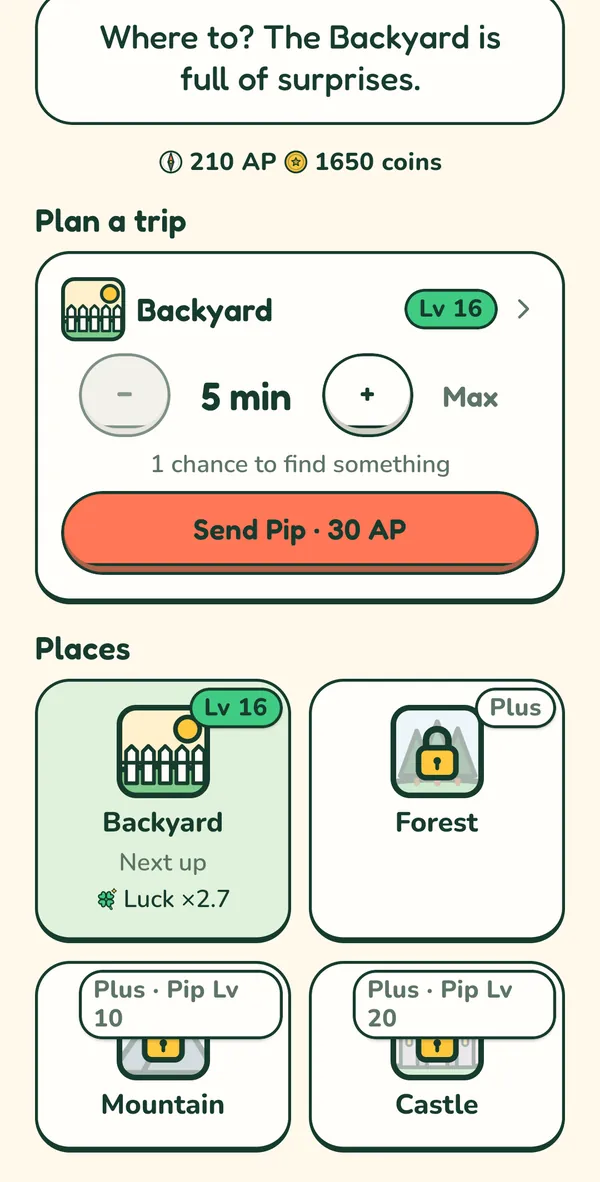 Where to? The Backyard is
full of surprises.
210 AP 1650 coins
Plan a trip
Backyard
Lv 16
5 min
Max
1 chance to find something
Send Pip · 30 AP
Places
Lv 16
Backyard
Next up
Luck ×2.7
Plus
Forest
Plus · Pip Lv
10
Mountain
Plus · Pip Lv
20
Castle